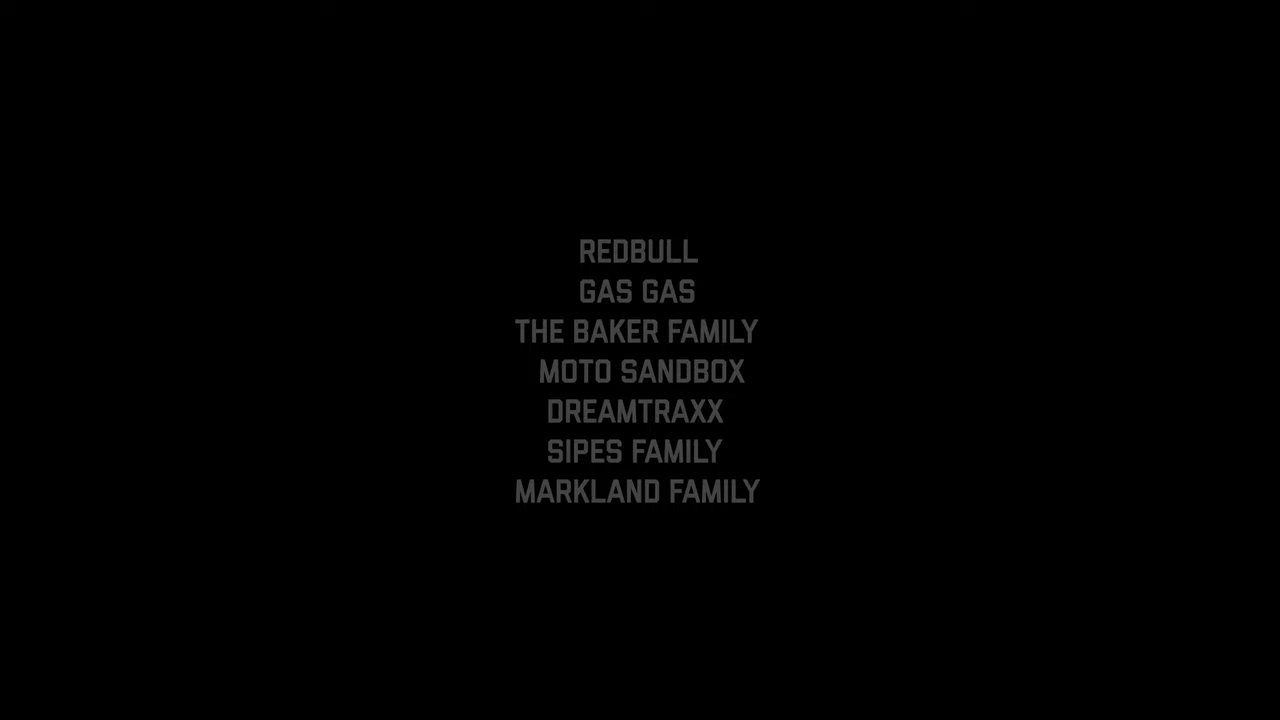 REDBULL
GAS GAS
THE BAKER FAMILY
MOTO SANDBOX
DREAMTRAXX
SIPES FAMILY
MARKLAND FAMILY